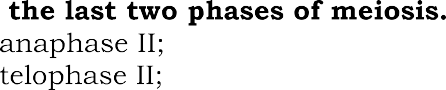 the last two phases of meiosis.
anaphase II;
telophase II;